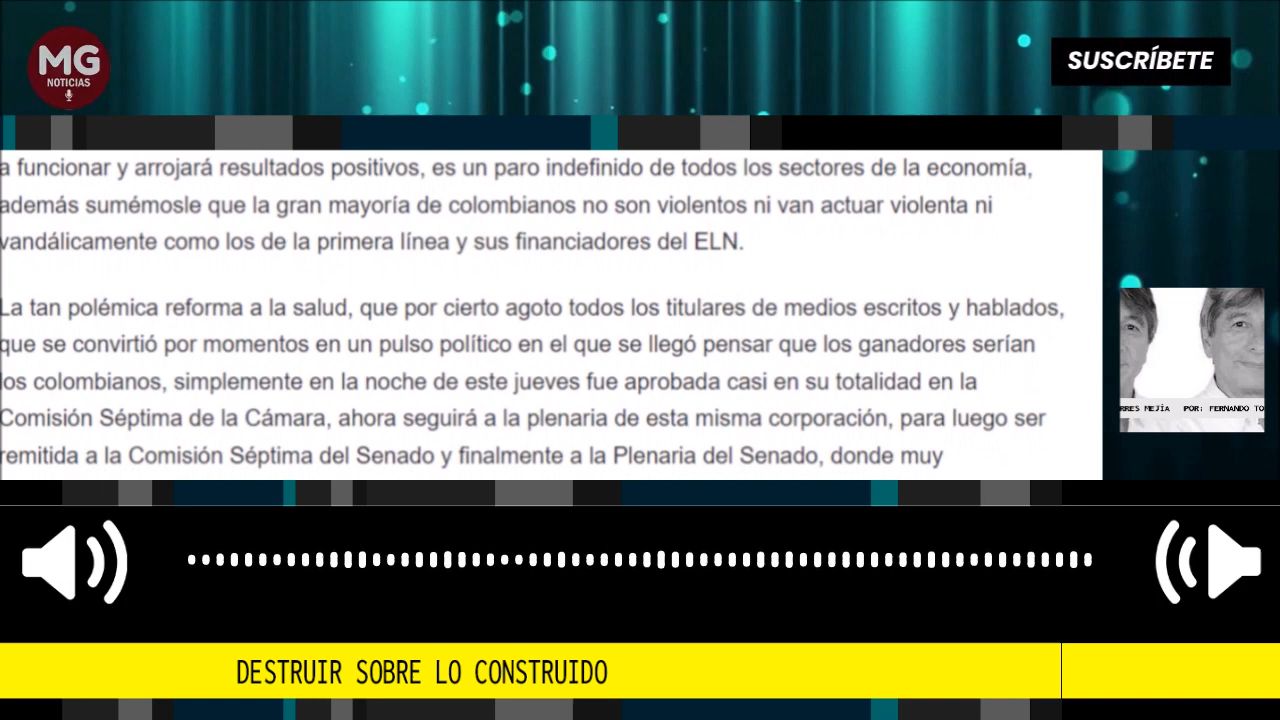 MG
NOTICIAS
SUSCRÍBETE
a funcionar y arrojará resultados positivos, es un paro indefinido de todos los sectores de la economía,
además sumémosle que la gran mayoría de colombianos no son violentos ni van actuar violenta ni
vandálicamente como los de la primera línea y sus financiadores del ELN.
La tan polémica reforma a la salud, que por cierto agoto todos los titulares de medios escritos y hablados,
que se convirtió por momentos en un pulso político en el que se llegó pensar que los ganadores serían
los colombianos, simplemente en la noche de este jueves fue aprobada casi en su totalidad en la
Comisión Séptima de la Cámara, ahora seguirá a la plenaria de esta misma corporación, para luego ser
remitida a la Comisión Séptima del Senado y finalmente a la Plenaria del Senado, donde muy
RRES MEJÍA POR: FERNANDO TO
DESTRUIR SOBRE LO CONSTRUIDO